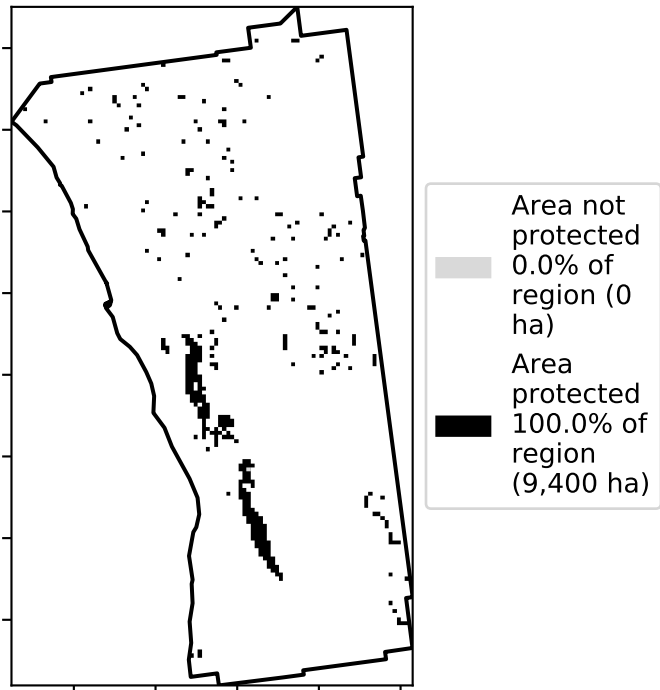 Area not
protected
0.0% of
region (0
ha)
Area
protected
100.0% of
region
(9,400 ha)